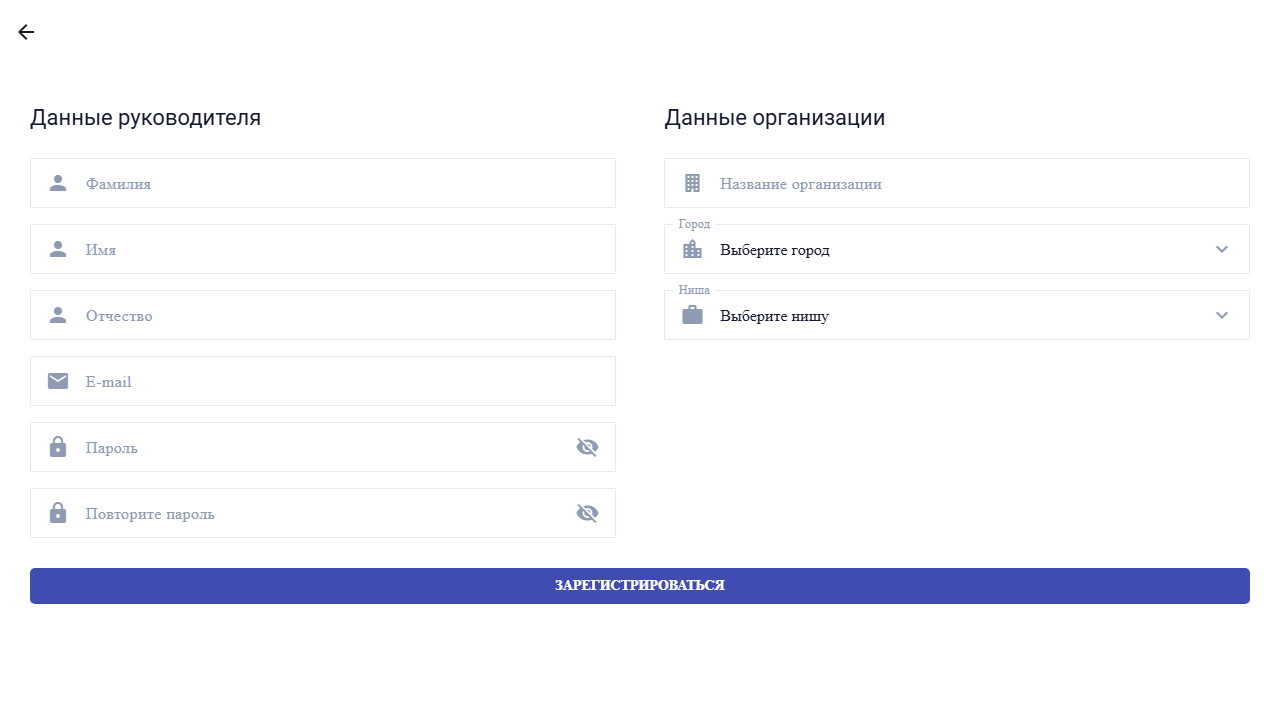 Данные руководителя
Фамилия
Имя
Отчество
E-mail
Пароль
Повторите пароль
Данные организации
Название организации
Город
Выберите город
Ниша
Выберите нишу
ЗАРЕГИСТРИРОВАТЬСЯ